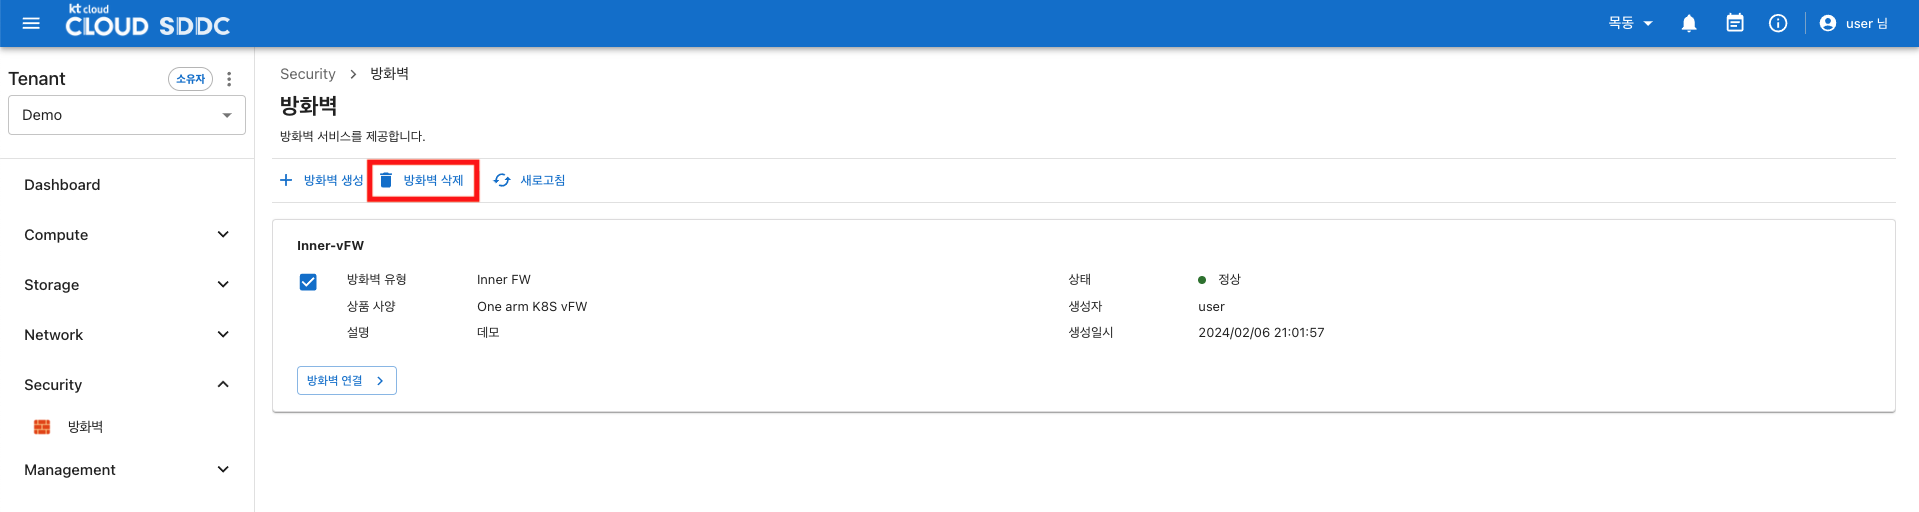 kt cloud
CLOUD SDDC
목동
user 님
Tenant
소유자
Demo
Dashboard
Compute
Storage
Network
Security
방화벽
Management
Security > 방화벽
방화벽
방화벽 서비스를 제공합니다.
+ 방화벽 생성 방화벽 삭제 새로고침
Inner-vFW
방화벽 유형 Inner FW 상태 정상
상품 사양 One arm K8S vFW 생성자 user
설명 데모 생성일시 2024/02/06 21:01:57
방화벽 연결 >